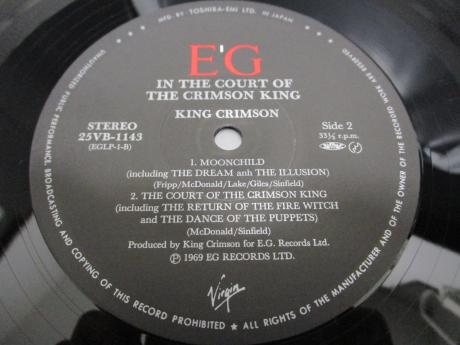 MFD. BY TOSHIBA-EMI LTD. IN JAPAN
E'G
IN THE COURT OF
THE CRIMSON KING
KING CRIMSON
STEREO
25VB-1143
(EGLP-1-B)
Side 2
33⅓ r.p.m.
1. MOONCHILD
(including THE DREAM anh THE ILLUSION)
(Fripp/McDonald/Lake/Giles/Sinfield)
2. THE COURT OF THE CRIMSON KING
(including THE RETURN OF THE FIRE WITCH
and THE DANCE OF THE PUPPETS)
(McDonald/Sinfield)
Produced by King Crimson for E.G. Records Ltd.
Ⓟ 1969 EG RECORDS LTD.
Virgin
UNAUTHORIZED PUBLIC PERFORMANCE, BROADCASTING AND COPYING OF THIS RECORD PROHIBITED ★ ALL RIGHTS OF THE MANUFACTURER AND OF THE OWNER OF THE RECORDED WORK ARE RESERVED